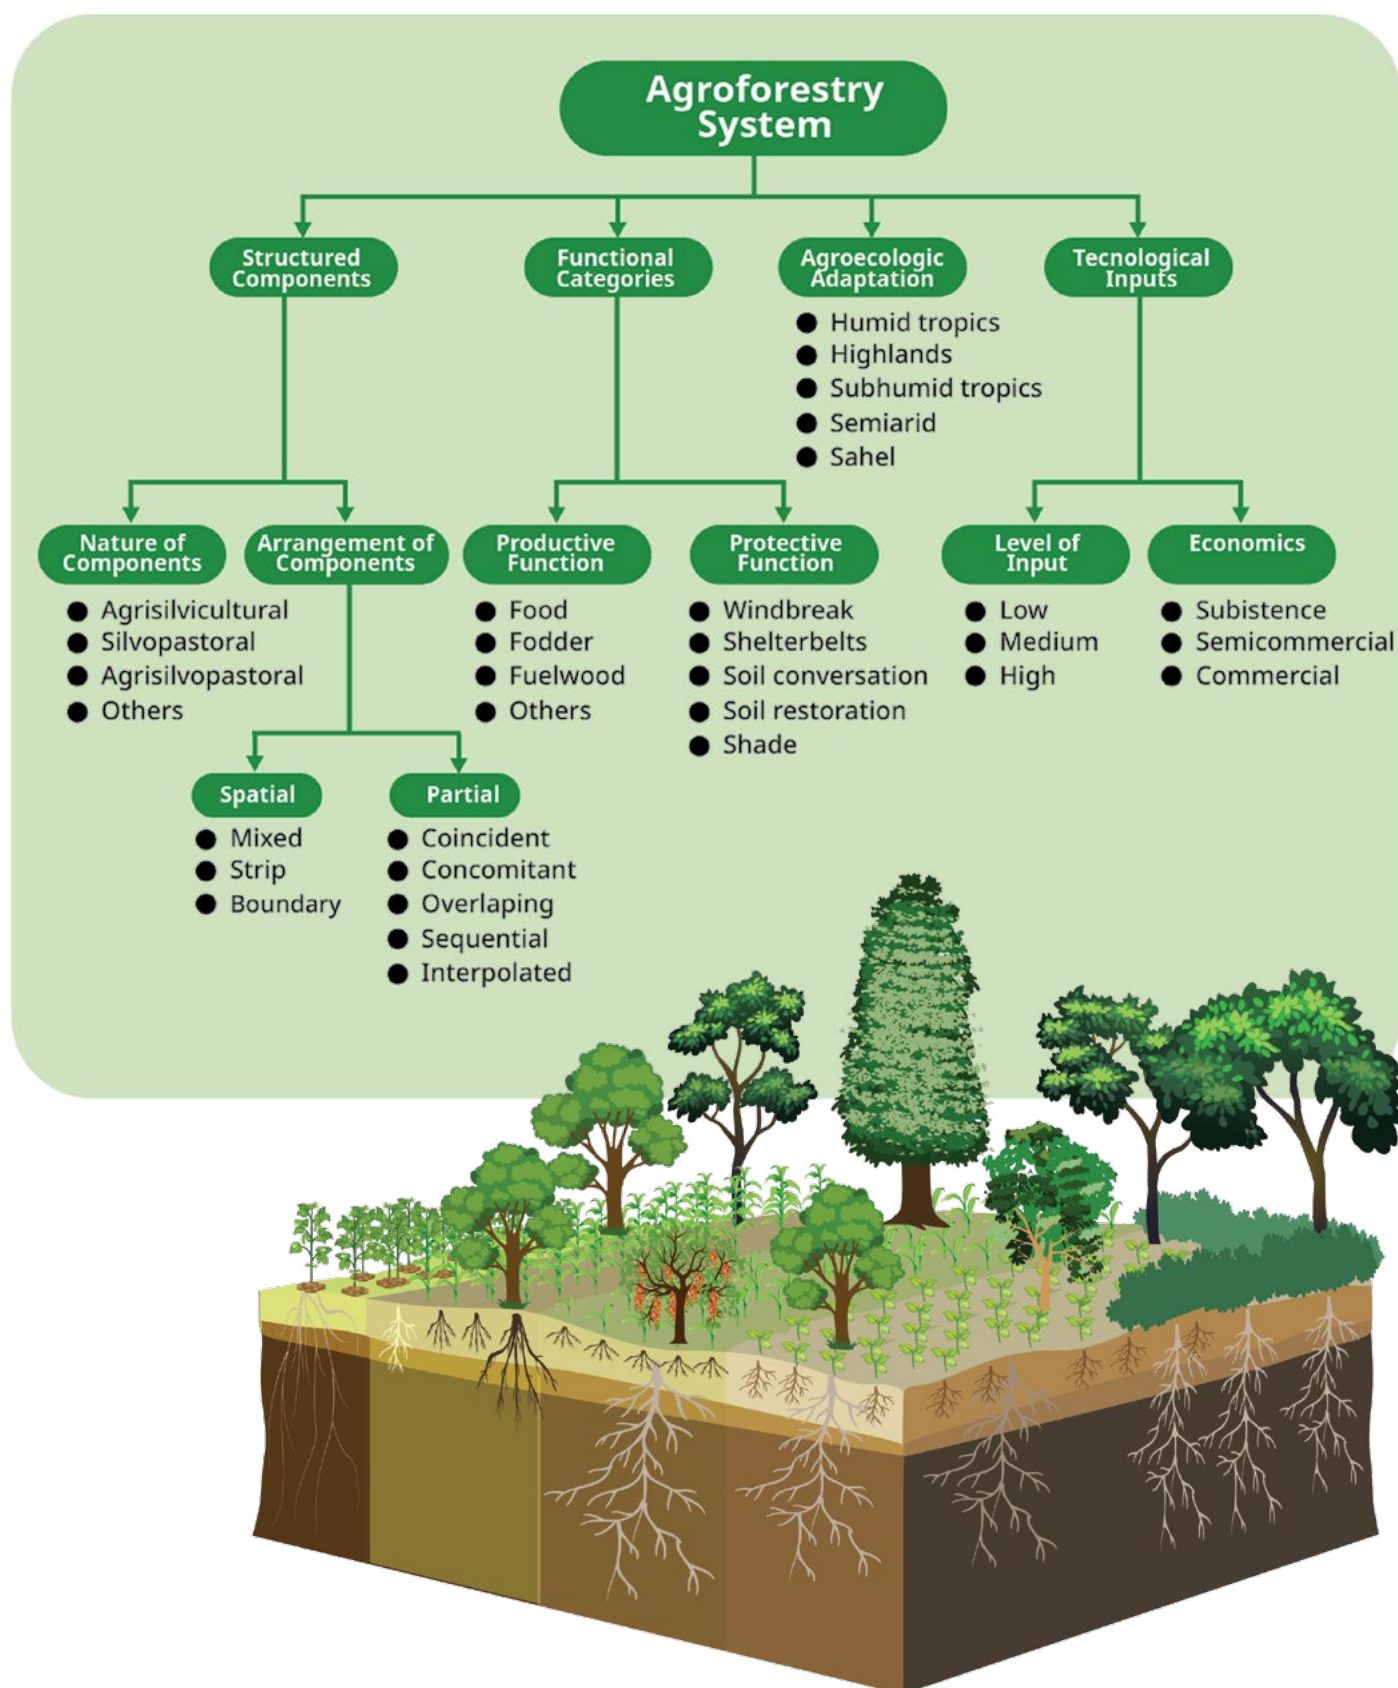 Agroforestry
System
Structured
Components
Functional
Categories
Agroecologic
Adaptation
Tecnological
Inputs
Humid tropics
Highlands
Subhumid tropics
Semiarid
Sahel
Nature of
Components
Arrangement of
Components
Productive
Function
Protective
Function
Level of
Input
Economics
Agrisilvicultural
Silvopastoral
Agrisilvopastoral
Others
Food
Fodder
Fuelwood
Others
Windbreak
Shelterbelts
Soil conversation
Soil restoration
Shade
Low
Medium
High
Subistence
Semicommercial
Commercial
Spatial
Partial
Mixed
Strip
Boundary
Coincident
Concomitant
Overlaping
Sequential
Interpolated